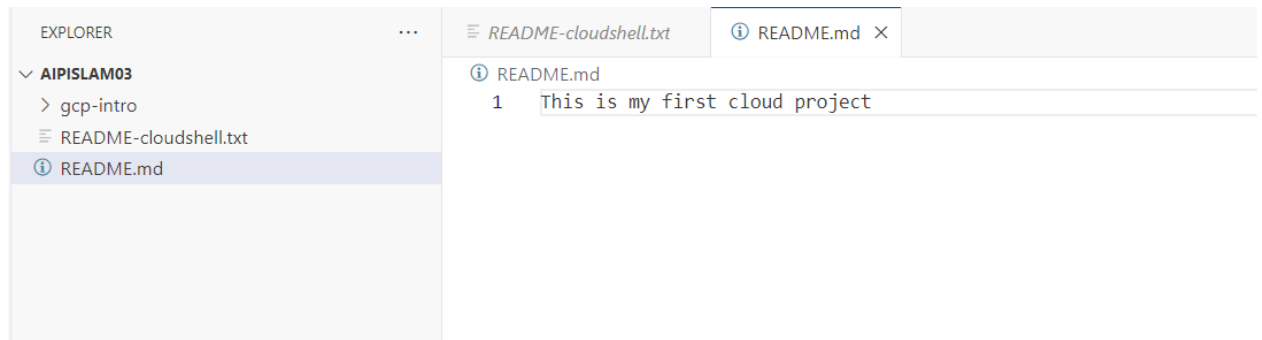 EXPLORER
AIPISLAM03
gcp-intro
README-cloudshell.txt
README.md
README-cloudshell.txt
README.md
README.md
1 This is my first cloud project